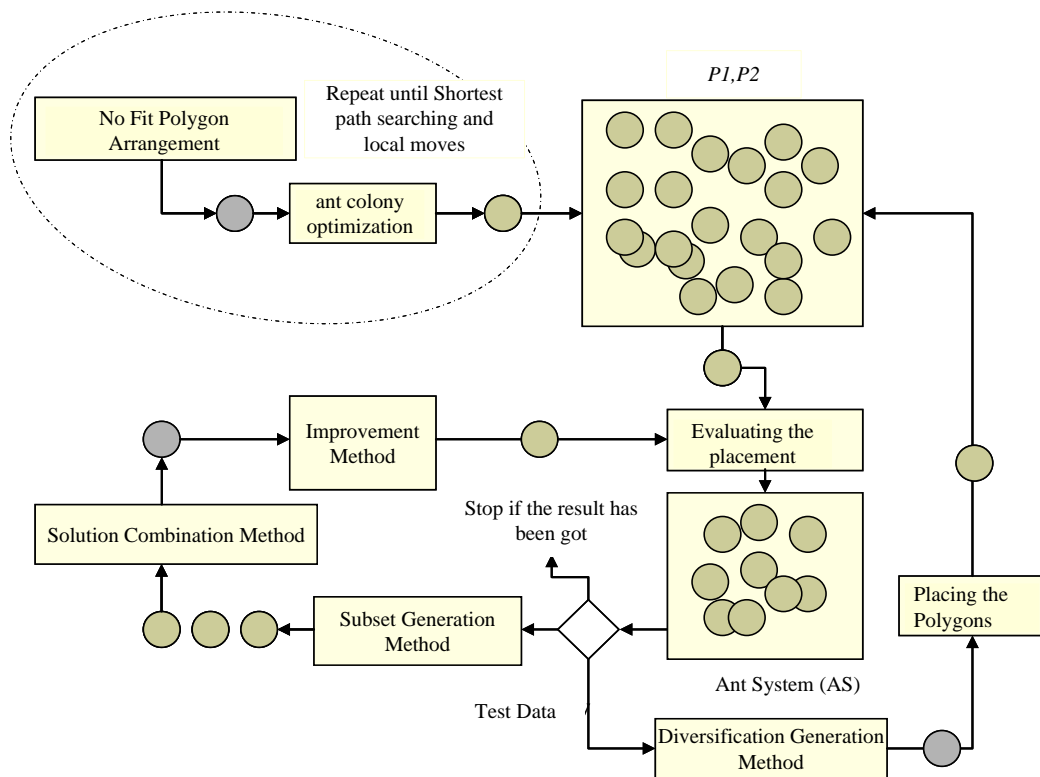 P1,P2
Repeat until Shortest
path searching and
local moves
No Fit Polygon
Arrangement
ant colony
optimization
Improvement
Method
Evaluating the
placement
Stop if the result has
been got
Solution Combination Method
Placing the
Polygons
Subset Generation
Method
Ant System (AS)
Test Data
Diversification Generation
Method